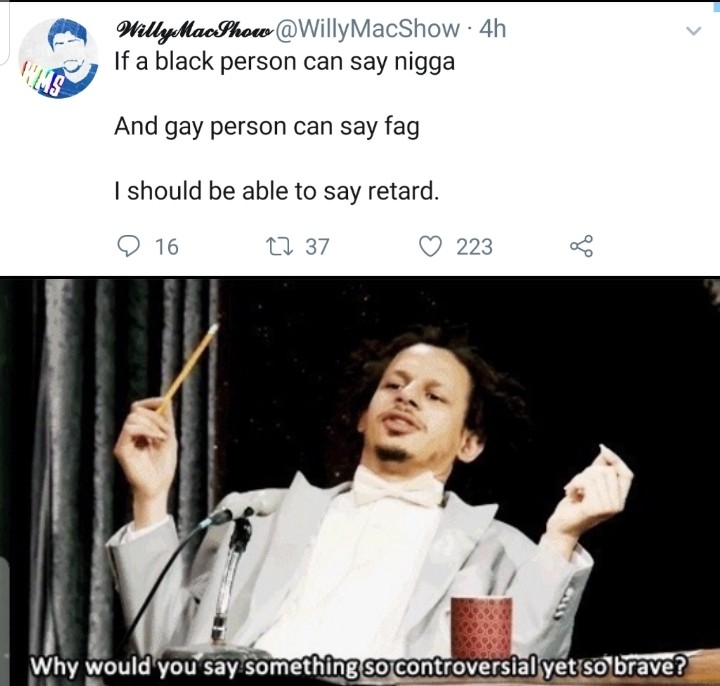 WillyMacShow @WillyMacShow · 4h
WMS
If a black person can say nigga
And gay person can say fag
I should be able to say retard.
16 37 223
Why would you say something so controversial yet so brave?